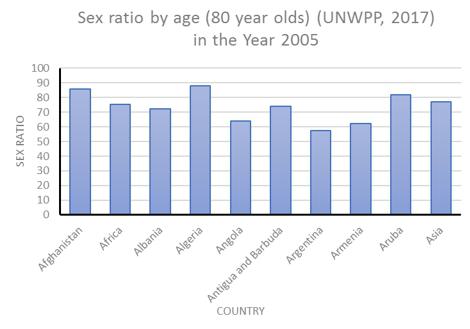 Sex ratio by age (80 year olds) (UNWPP, 2017)
in the Year 2005
SEX RATIO
100
90
80
70
60
50
40
30
20
10
0
Afghanistan
Africa
Albania
Algeria
Angola
Antigua and Barbuda
Argentina
Armenia
Aruba
Asia
COUNTRY